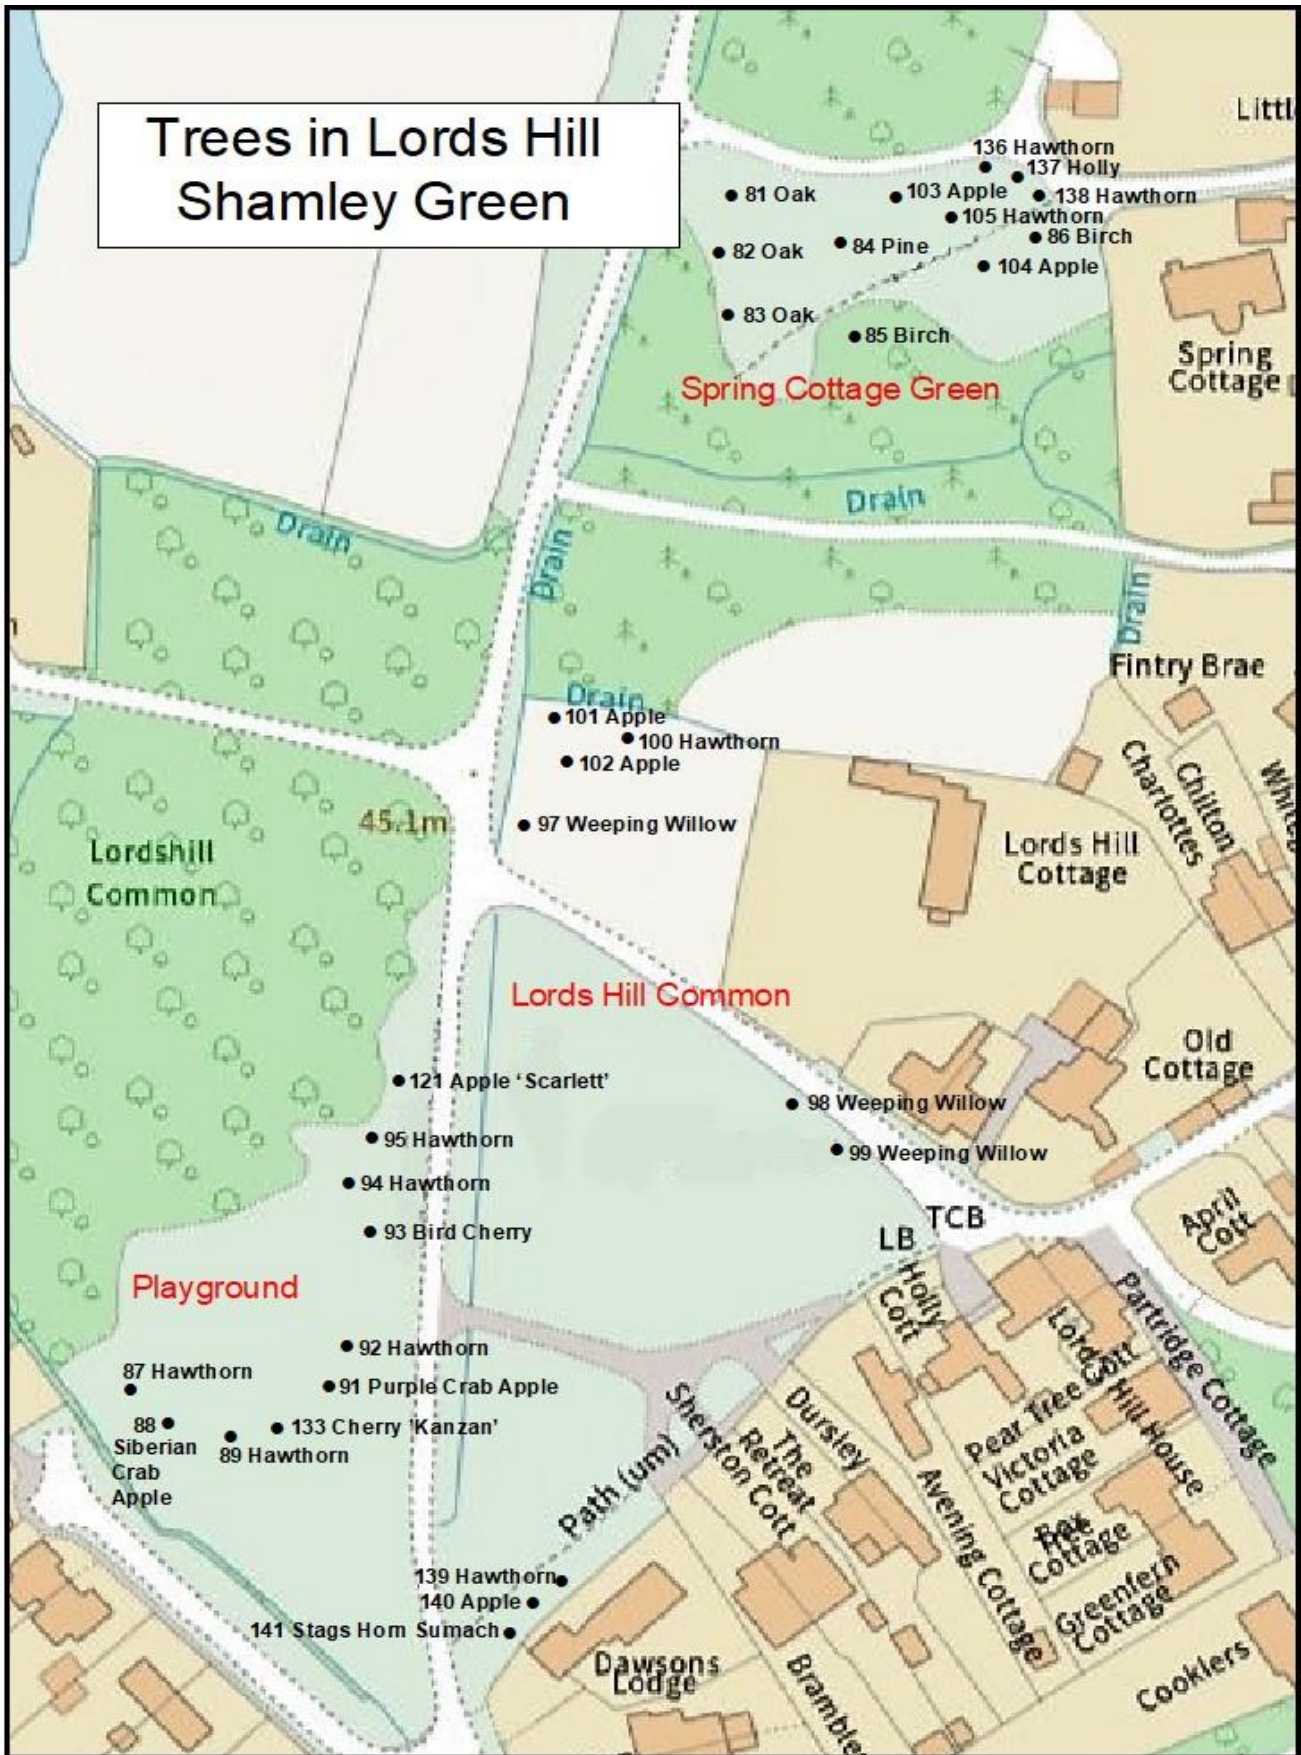 Trees in Lords Hill
Shamley Green
136 Hawthorn
137 Holly
81 Oak
103 Apple
138 Hawthorn
105 Hawthorn
82 Oak
84 Pine
86 Birch
104 Apple
83 Oak
85 Birch
Spring
Cottage
Spring Cottage Green
Drain
Drain
Drain
Drain
Fintry Brae
Drain
101 Apple
100 Hawthorn
102 Apple
Charlottes
Chilton
97 Weeping Willow
45.1m
Lordshill
Common
Lords Hill
Cottage
Lords Hill Common
Old
Cottage
121 Apple ‘Scarlett’
98 Weeping Willow
95 Hawthorn
99 Weeping Willow
94 Hawthorn
93 Bird Cherry
TCB
LB
April
Cott
Playground
Holly
Cott
Partridge Cottage
92 Hawthorn
87 Hawthorn
91 Purple Crab Apple
Lords Hill House
Pear Tree Cott
88
Siberian
Crab
Apple
133 Cherry 'Kanzan'
89 Hawthorn
Sherston Cott
The
Retreat
Dursley
Victoria
Cottage
Path (um)
Avening Cottage
Cottage
Greenfern
Cottage
139 Hawthorn
140 Apple
141 Stags Horn Sumach
Dawsons
Lodge
Cooklers